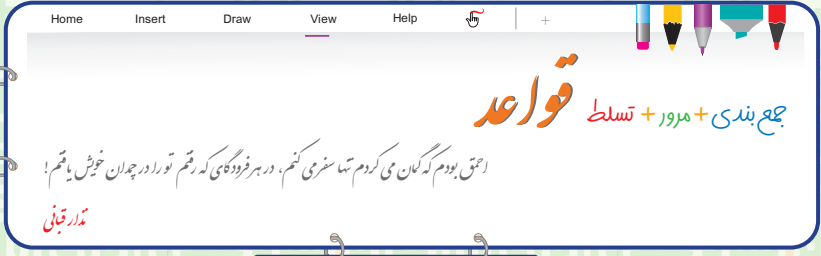 Home Insert Draw View Help
جمع‌بندی + مرور + تسلط
قواعد
احمق بودم که گمان می کردم تنها سفر می کنم، در هر فرودگاهی که رفتم تو را در چمدان خویش یافتم!
نزار قبانی